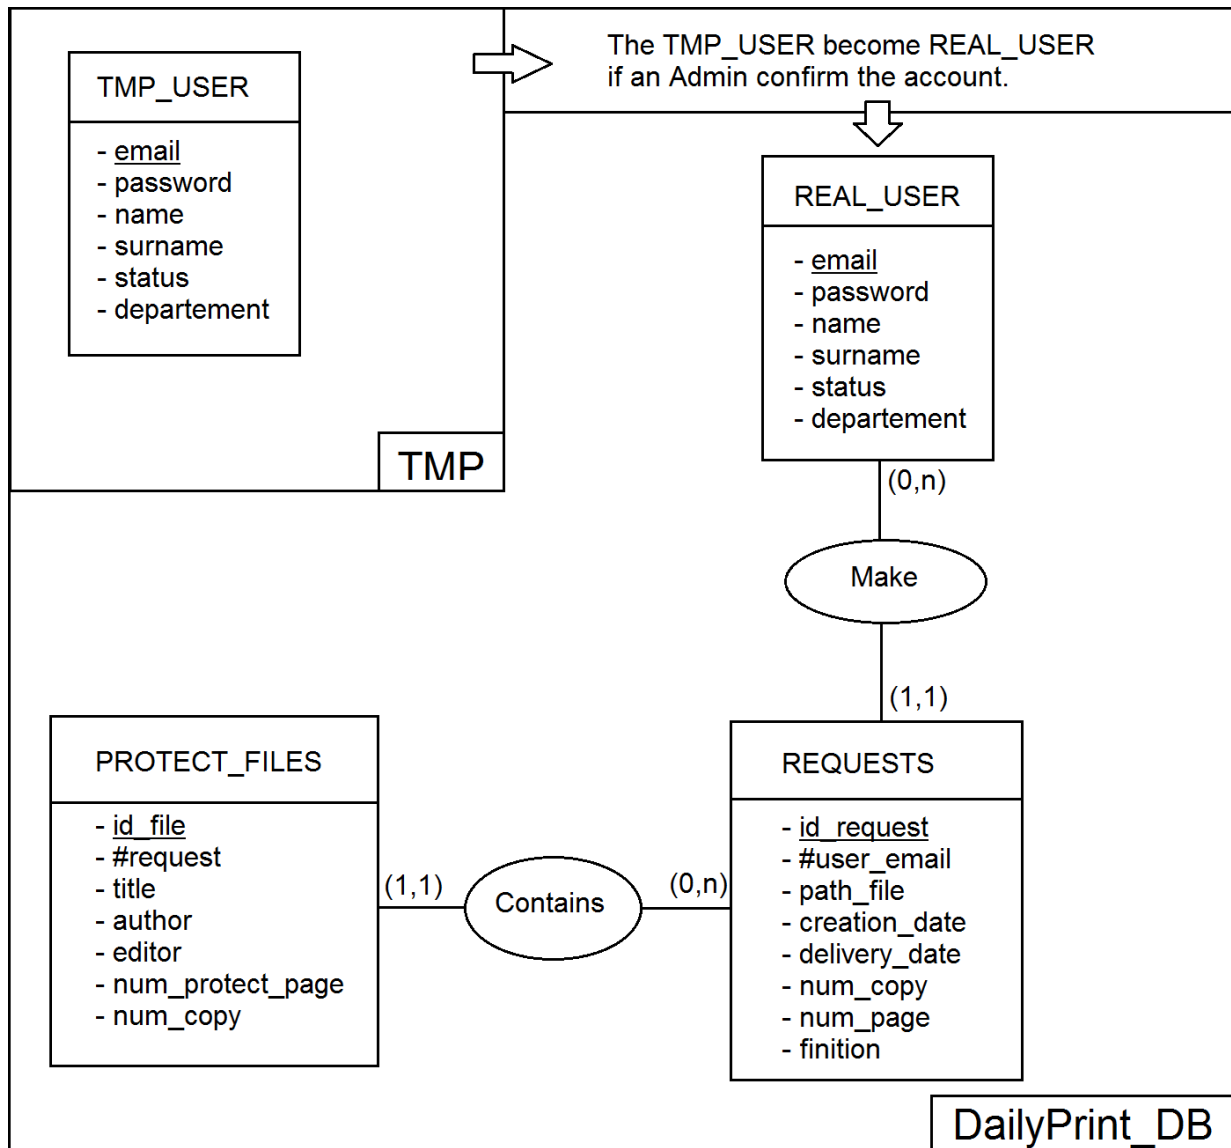 TMP_USER
- email
- password
- name
- surname
- status
- departement
TMP
The TMP_USER become REAL_USER
if an Admin confirm the account.
REAL_USER
- email
- password
- name
- surname
- status
- departement
(0,n)
Make
(1,1)
PROTECT_FILES
- id_file
- #request
- title
- author
- editor
- num_protect_page
- num_copy
(1,1)
Contains
(0,n)
REQUESTS
- id_request
- #user_email
- path_file
- creation_date
- delivery_date
- num_copy
- num_page
- finition
DailyPrint_DB